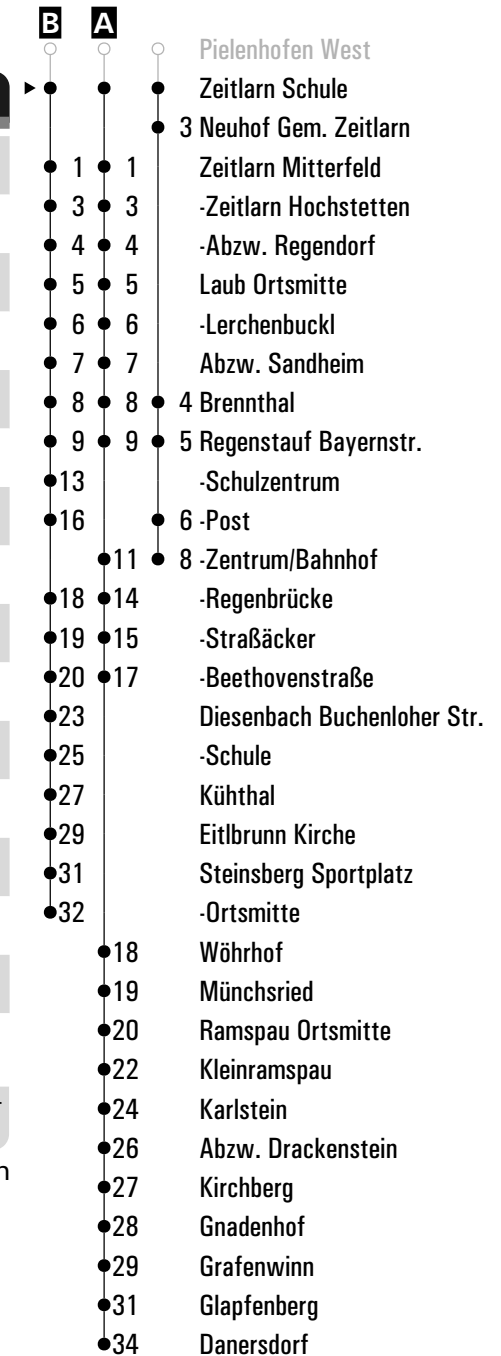 B A
Pielenhofen West
Zeitlarn Schule
3 Neuhof Gem. Zeitlarn
1 1 Zeitlarn Mitterfeld
3 3 -Zeitlarn Hochstetten
4 4 -Abzw. Regendorf
5 5 Laub Ortsmitte
6 6 -Lerchenbuckl
7 7 Abzw. Sandheim
8 8 4 Brennthal
9 9 5 Regenstauf Bayernstr.
13 -Schulzentrum
16 6 -Post
11 8 -Zentrum/Bahnhof
18 14 -Regenbrücke
19 15 -Straßäcker
20 17 -Beethovenstraße
23 Diesenbach Buchenloher Str.
25 -Schule
27 Kühthal
29 Eitlbrunn Kirche
31 Steinsberg Sportplatz
32 -Ortsmitte
18 Wöhrhof
19 Münchsried
20 Ramspau Ortsmitte
22 Kleinramspau
24 Karlstein
26 Abzw. Drackenstein
n
27 Kirchberg
28 Gnadenhof
29 Grafenwinn
31 Glapfenberg
34 Danersdorf